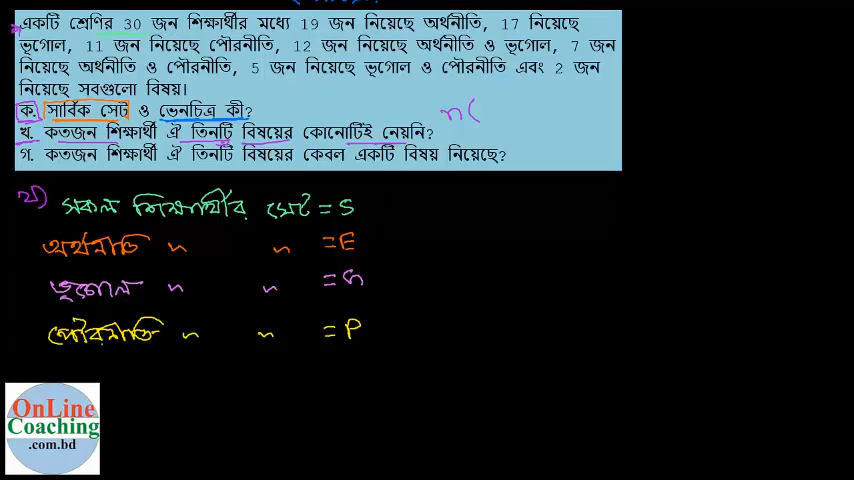 একটি শ্রেণির 30 জন শিক্ষার্থীর মধ্যে 19 জন নিয়েছে অর্থনীতি, 17 নিয়েছে
ভূগোল, 11 জন নিয়েছে পৌরনীতি, 12 জন নিয়েছে অর্থনীতি ও ভূগোল, 7 জন
নিয়েছে অর্থনীতি ও পৌরনীতি, 5 জন নিয়েছে ভূগোল ও পৌরনীতি এবং 2 জন
নিয়েছে সবগুলো বিষয়।
ক. সার্বিক সেট ও ভেনচিত্র কী?
n(
খ. কতজন শিক্ষার্থী ঐ তিনটি বিষয়ের কোনোটিই নেয়নি?
গ. কতজন শিক্ষার্থী ঐ তিনটি বিষয়ের কেবল একটি বিষয় নিয়েছে?
খ) সকল শিক্ষার্থীর সেট = S
অর্থনীতি " " = E
ভূগোল " " = G
পৌরনীতি " " = P
OnLine
Coaching
.com.bd